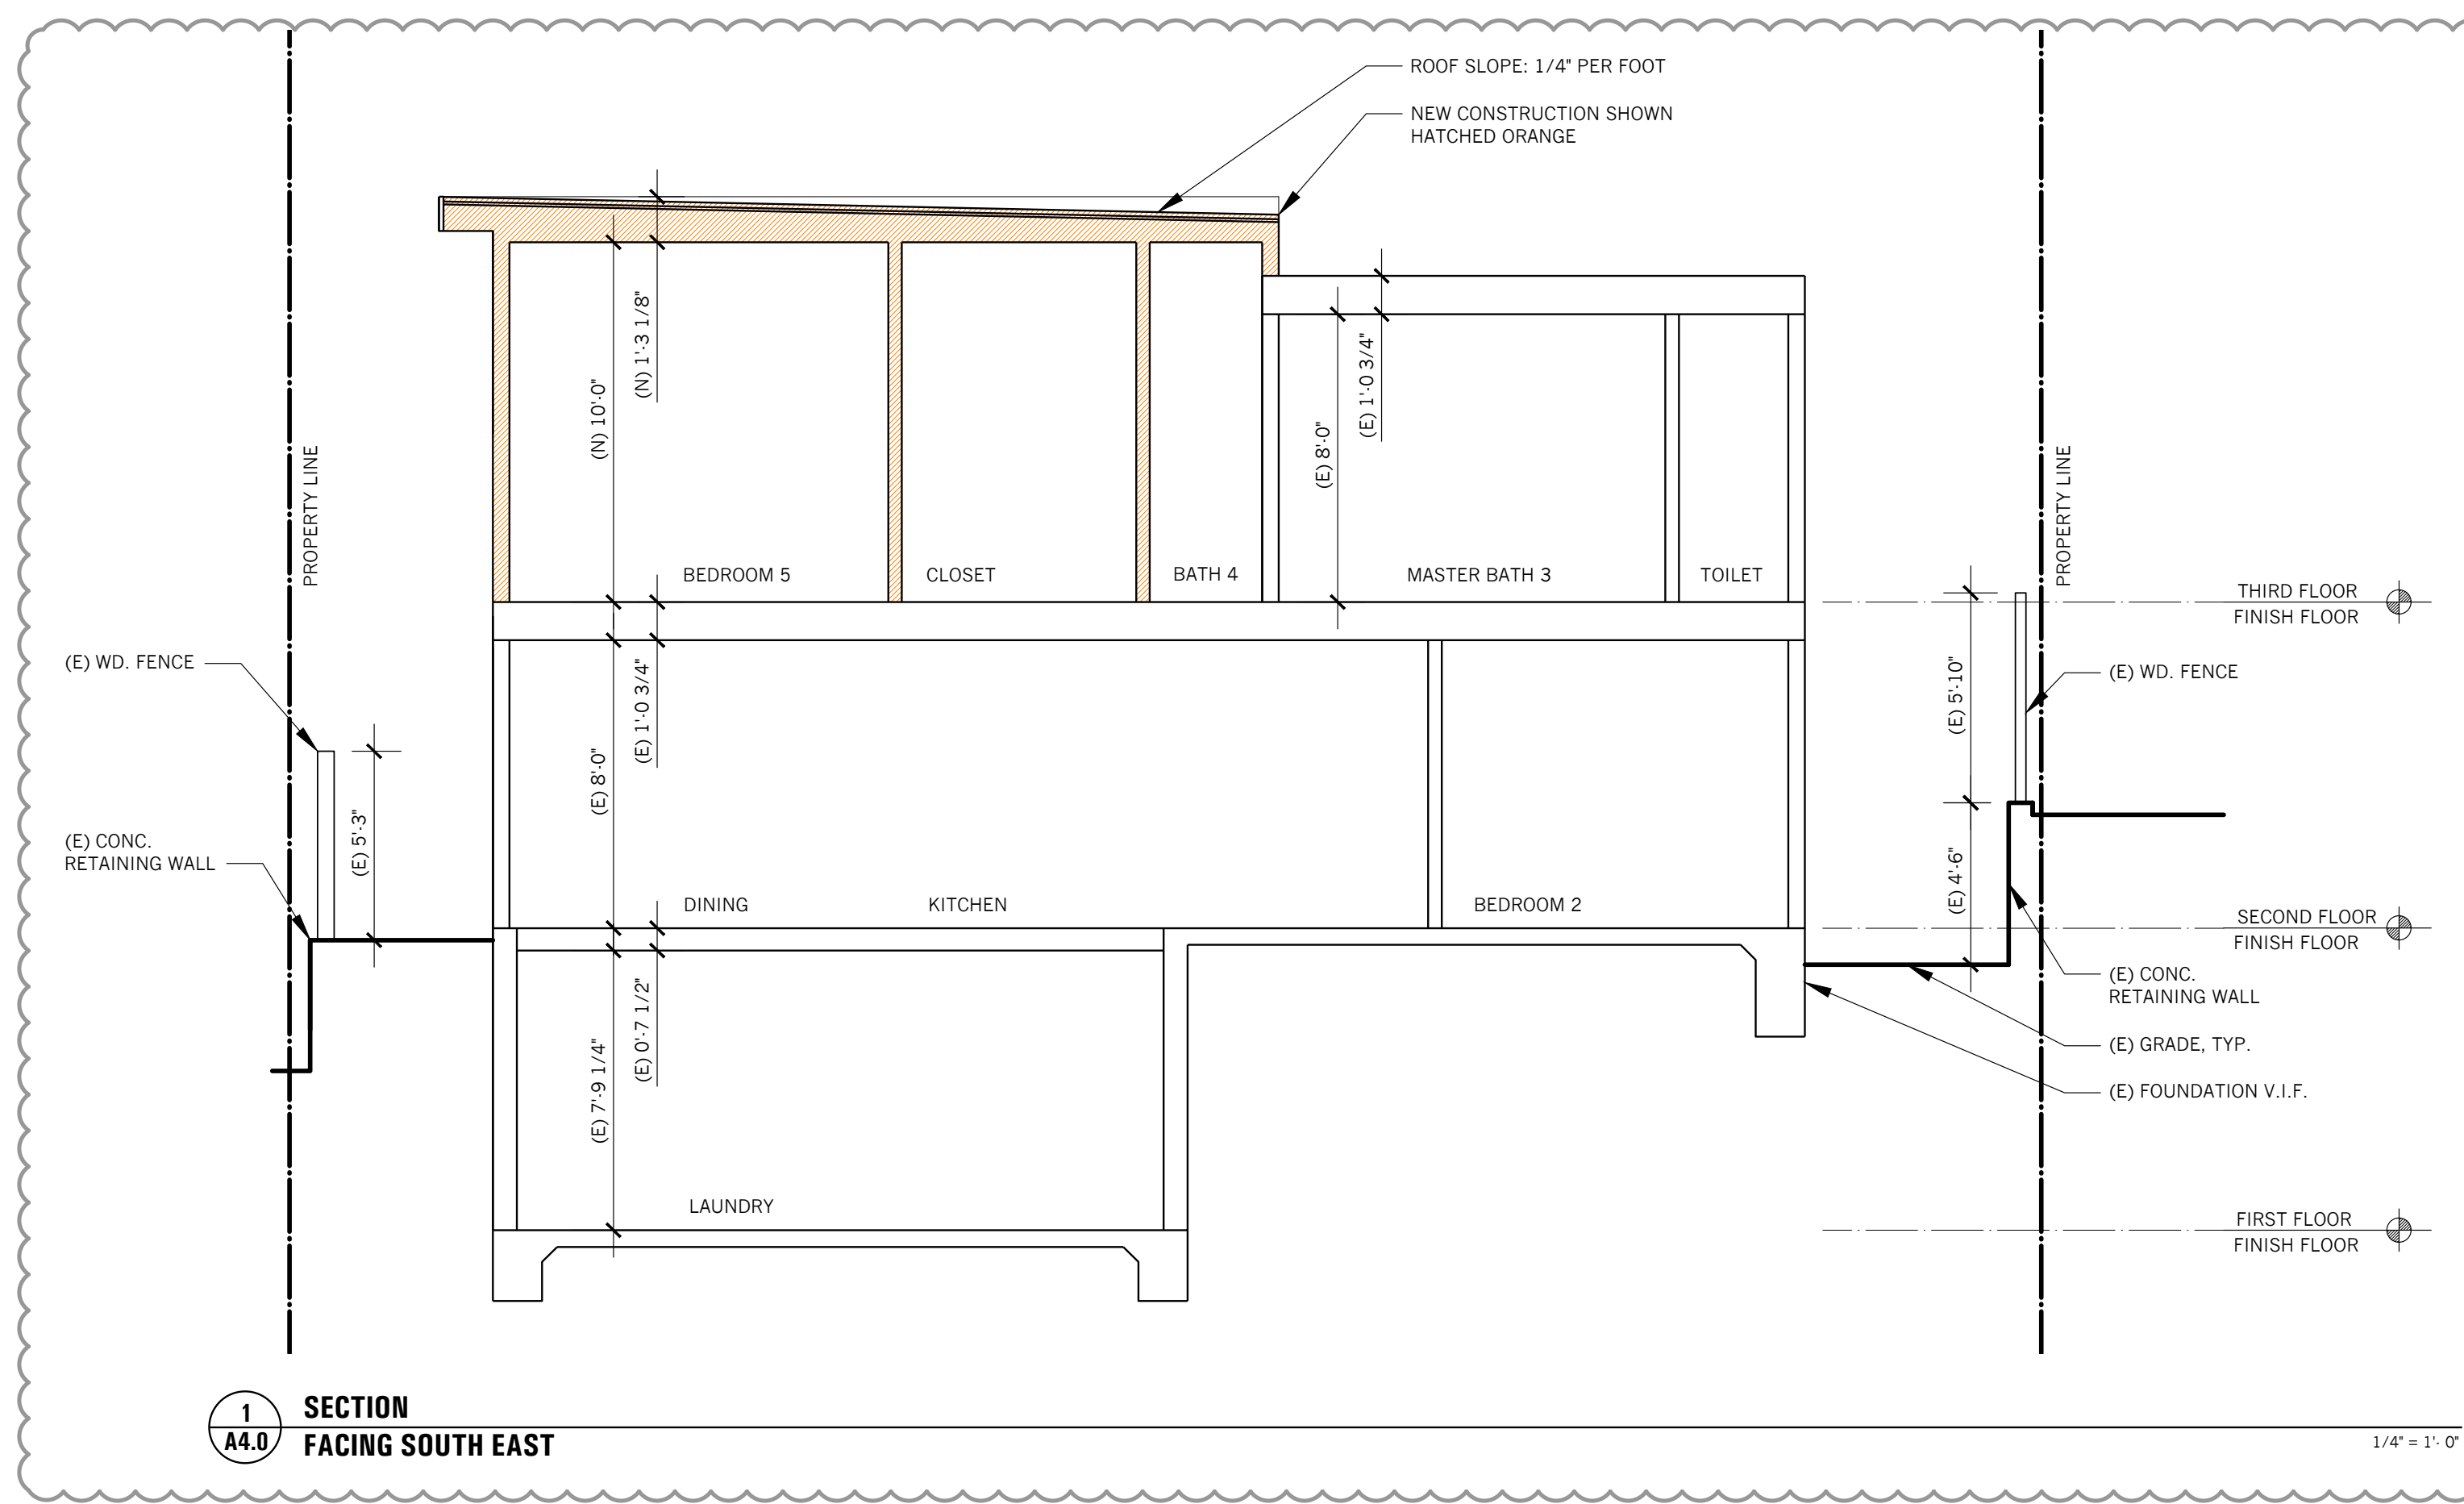 ROOF SLOPE: 1/4" PER FOOT
NEW CONSTRUCTION SHOWN
HATCHED ORANGE
(N) 1'-3 1/8"
(N) 10'-0"
(E) 1'-0 3/4"
(E) 8'-0"
PROPERTY LINE
PROPERTY LINE
BEDROOM 5
CLOSET
BATH 4
MASTER BATH 3
TOILET
THIRD FLOOR
FINISH FLOOR
(E) WD. FENCE
(E) 1'-0 3/4"
(E) 8'-0"
(E) 5'-10"
(E) WD. FENCE
(E) 5'-3"
(E) CONC.
RETAINING WALL
(E) 4'-6"
DINING
KITCHEN
BEDROOM 2
SECOND FLOOR
FINISH FLOOR
(E) CONC.
RETAINING WALL
(E) 0'-7 1/2"
(E) 7'-9 1/4"
(E) GRADE, TYP.
(E) FOUNDATION V.I.F.
LAUNDRY
FIRST FLOOR
FINISH FLOOR
1
A4.0
SECTION
FACING SOUTH EAST
1/4" = 1'- 0"